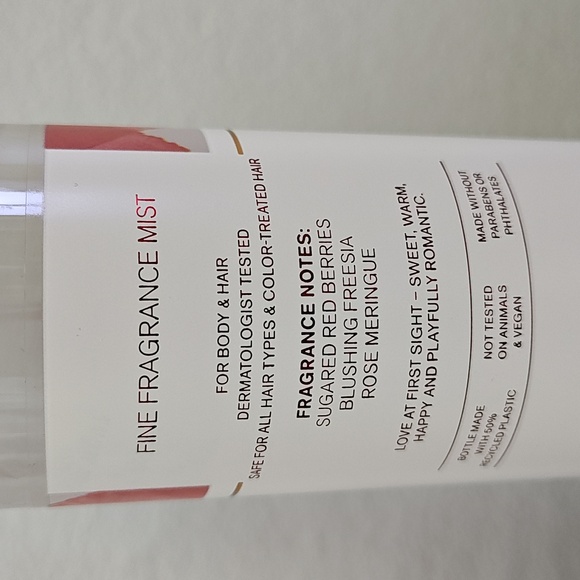 FINE FRAGRANCE MIST
FOR BODY & HAIR
DERMATOLOGIST TESTED
SAFE FOR ALL HAIR TYPES & COLOR-TREATED HAIR
FRAGRANCE NOTES:
SUGARED RED BERRIES
BLUSHING FREESIA
ROSE MERINGUE
LOVE AT FIRST SIGHT – SWEET, WARM,
HAPPY AND PLAYFULLY ROMANTIC.
BOTTLE MADE
WITH 50%
RECYCLED PLASTIC
NOT TESTED
ON ANIMALS
& VEGAN
MADE WITHOUT
PARABENS OR
PHTHALATES